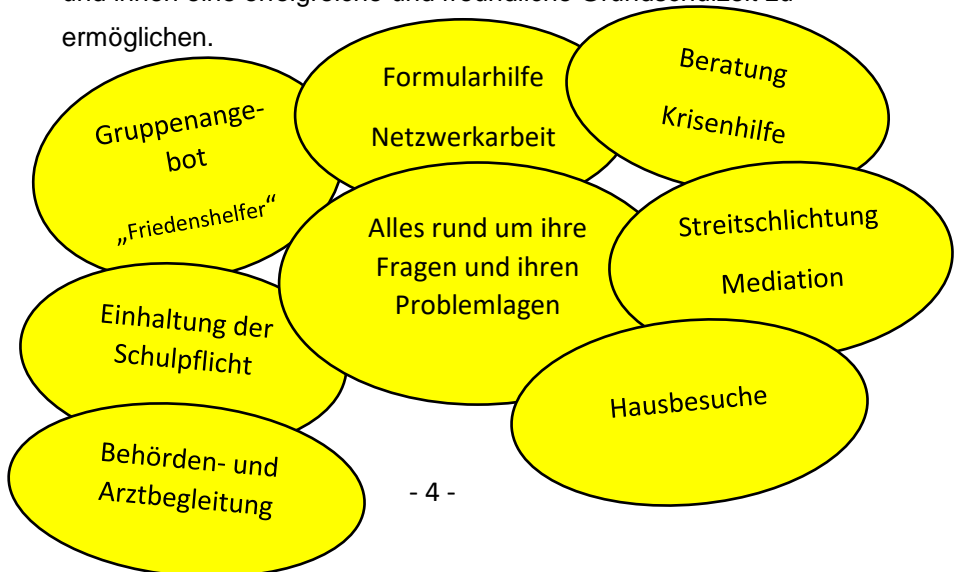 und ihnen eine erfolgreiche und freundliche Grundschulzeit zu
ermöglichen.
Gruppenange-
bot
„Friedenshelfer“
Formularhilfe
Netzwerkarbeit
Beratung
Krisenhilfe
Alles rund um ihre
Fragen und ihren
Problemlagen
Streitschlichtung
Mediation
Einhaltung der
Schulpflicht
Hausbesuche
Behörden- und
Arztbegleitung
- 4 -